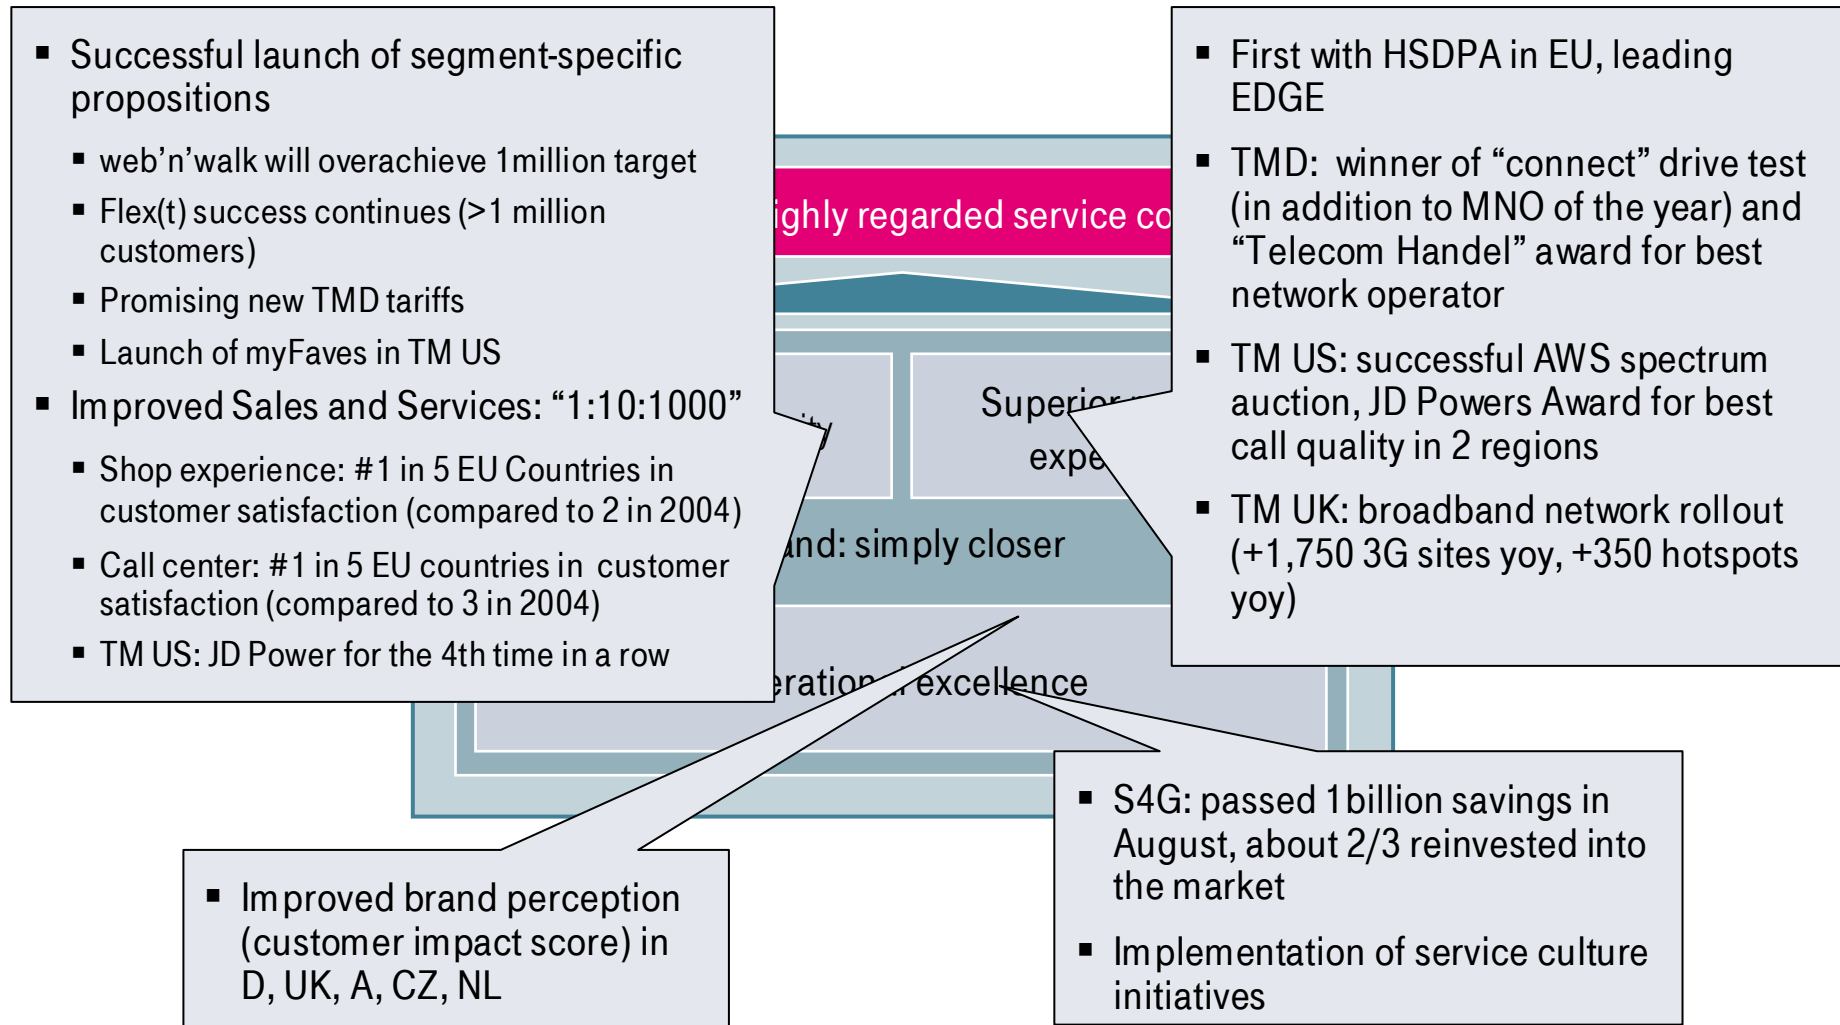 ▪ Successful launch of segment-specific
propositions
▪ web’n’walk will overachieve 1million target
▪ Flex(t) success continues (>1 million
customers)
▪ Promising new TMD tariffs
▪ Launch of myFaves in TM US
▪ Improved Sales and Services: “1:10:1000”
▪ Shop experience: #1 in 5 EU Countries in
customer satisfaction (compared to 2 in 2004)
▪ Call center: #1 in 5 EU countries in customer
satisfaction (compared to 3 in 2004)
▪ TM US: JD Power for the 4th time in a row
▪ First with HSDPA in EU, leading
EDGE
▪ TMD: winner of “connect” drive test
(in addition to MNO of the year) and
“Telecom Handel” award for best
network operator
▪ TM US: successful AWS spectrum
auction, JD Powers Award for best
call quality in 2 regions
▪ TM UK: broadband network rollout
(+1,750 3G sites yoy, +350 hotspots
yoy)
regarded service
Superior
simply closer
excellence
▪ Improved brand perception
(customer impact score) in
D, UK, A, CZ, NL
▪ S4G: passed 1billion savings in
August, about 2/3 reinvested into
the market
▪ Implementation of service culture
initiatives